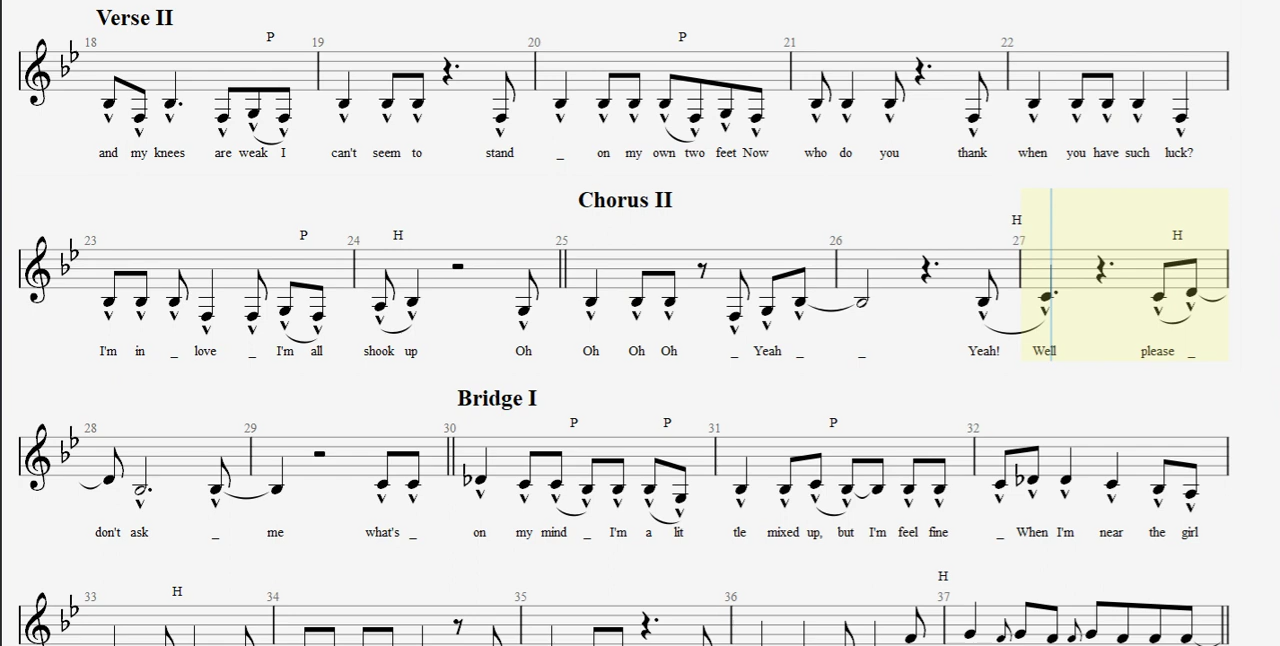 Verse II
P P
18 19 20 21 22
and my knees are weak I can't seem to stand _ on my own two feet Now who do you thank when you have such luck?
Chorus II
P H H H
23 24 25 26 27
I'm in _ love _ I'm all shook up Oh Oh Oh Oh _ Yeah _ _ Yeah! Well please _
Bridge I
P P P
28 29 30 31 32
don't ask _ me what's _ on my mind _ I'm a lit tle mixed up, but I'm feel fine _ When I'm near the girl
H H
33 34 35 36 37